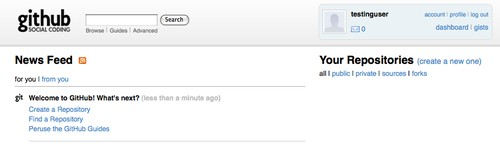 github
SOCIAL CODING
Search
Browse | Guides | Advanced
testinguser
account | profile | log out
0
dashboard | gists
News Feed
for you | from you
git Welcome to GitHub! What's next? (less than a minute ago)
Create a Repository
Find a Repository
Peruse the GitHub Guides
Your Repositories (create a new one)
all | public | private | sources | forks